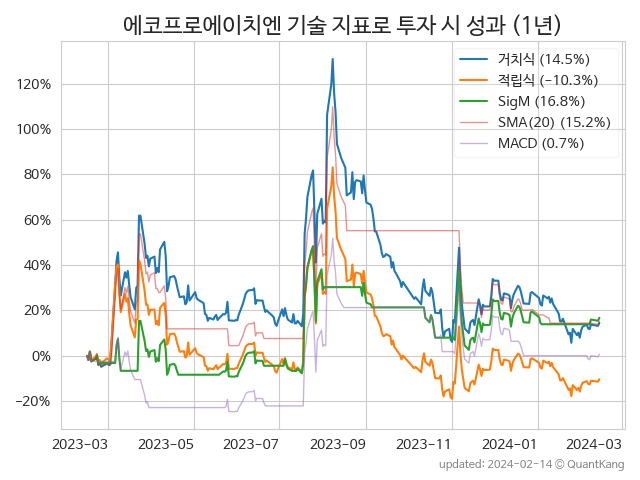 에코프로에이치엔 기술 지표로 투자 시 성과 (1년)
거치식 (14.5%)
적립식 (−10.3%)
SigM (16.8%)
SMA(20) (15.2%)
MACD (0.7%)
120%
100%
80%
60%
40%
20%
0%
−20%
2023-03 2023-05 2023-07 2023-09 2023-11 2024-01 2024-03
updated: 2024-02-14 © QuantKang